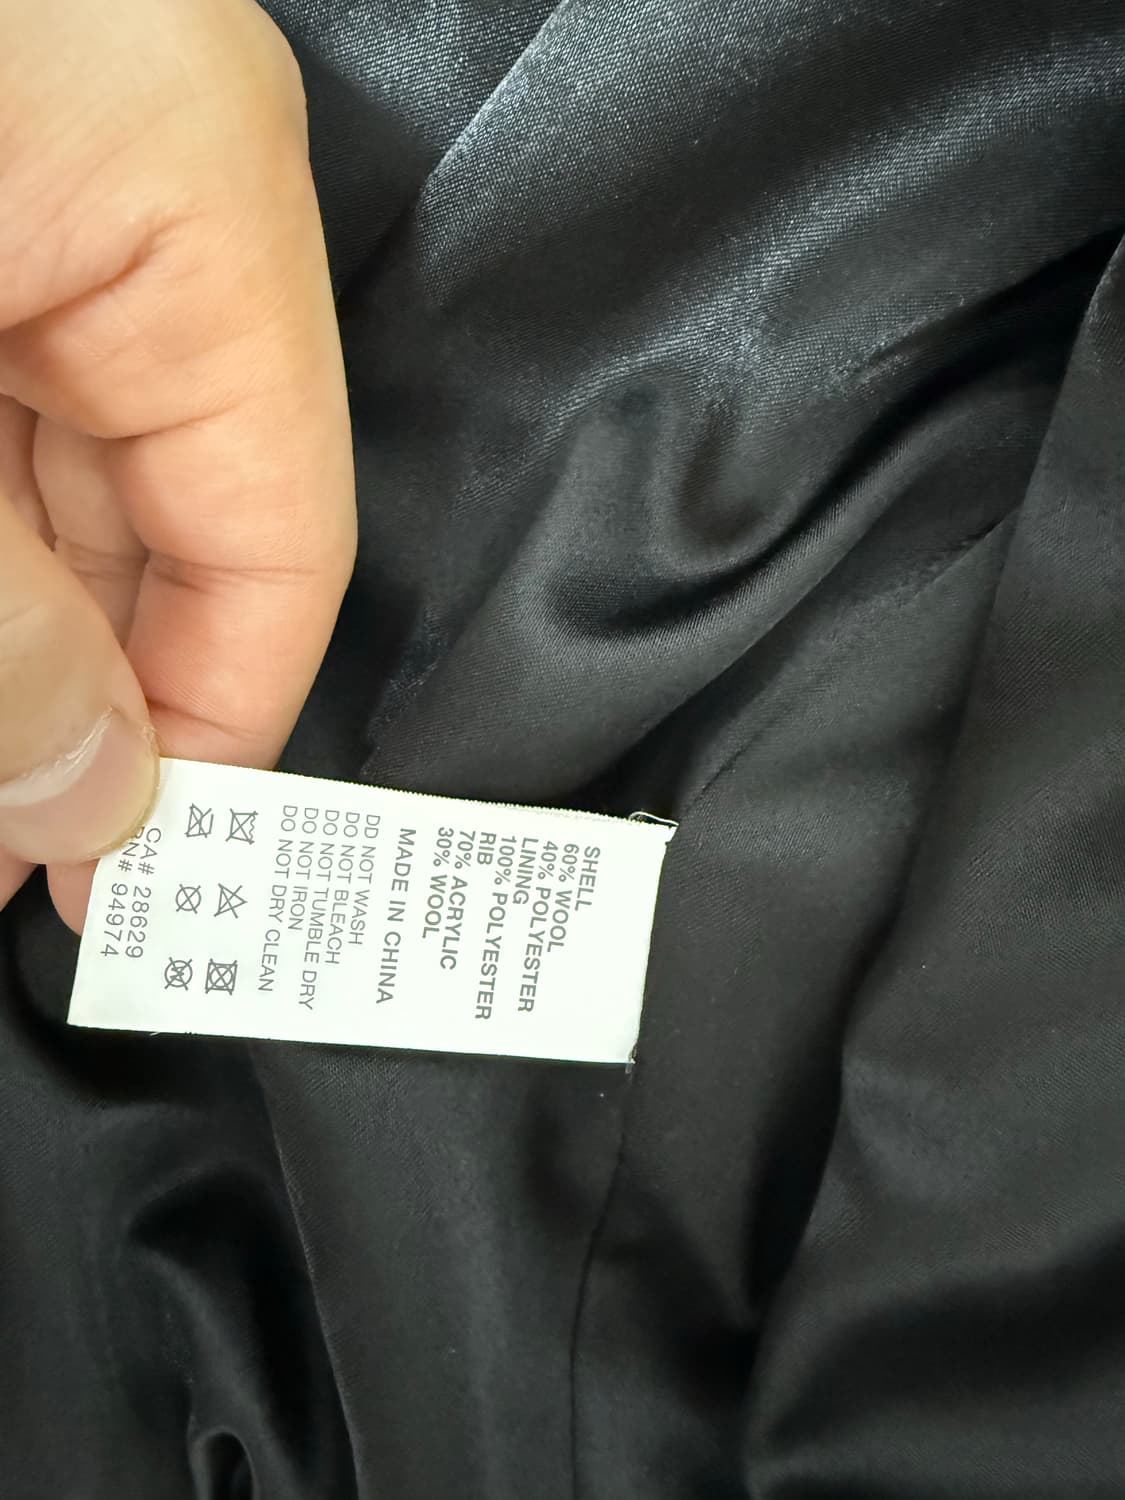 SHELL
60% WOOL
40% POLYESTER
LINING
100% POLYESTER
RIB
70% ACRYLIC
30% WOOL
MADE IN CHINA
DO NOT WASH
DO NOT BLEACH
DO NOT TUMBLE DRY
DO NOT IRON
DO NOT DRY CLEAN
CA# 28629
RN# 94974